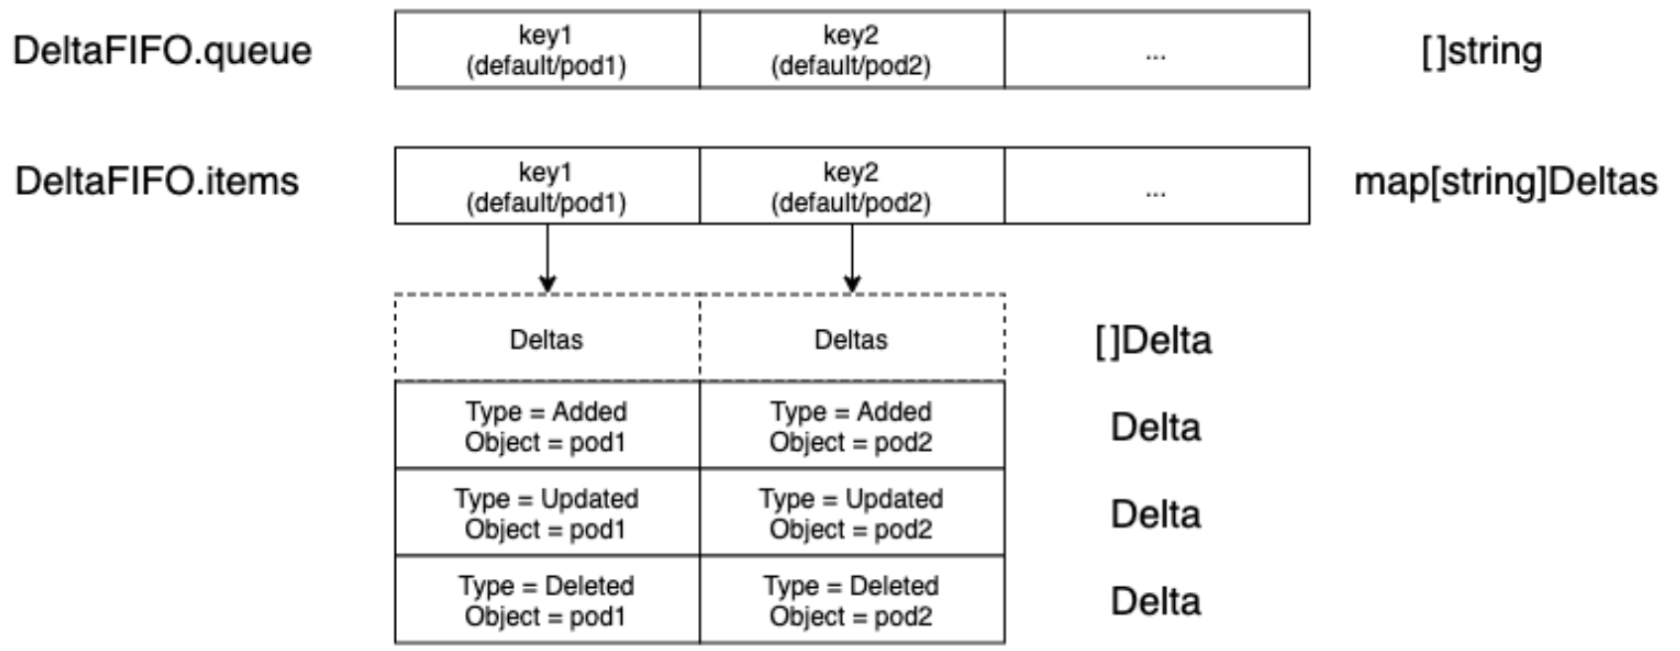 DeltaFIFO.queue
key1
(default/pod1)
key2
(default/pod2)
...
[]string
DeltaFIFO.items
key1
(default/pod1)
key2
(default/pod2)
...
map[string]Deltas
Deltas
Deltas
[]Delta
Type = Added
Object = pod1
Type = Added
Object = pod2
Delta
Type = Updated
Object = pod1
Type = Updated
Object = pod2
Delta
Type = Deleted
Object = pod1
Type = Deleted
Object = pod2
Delta